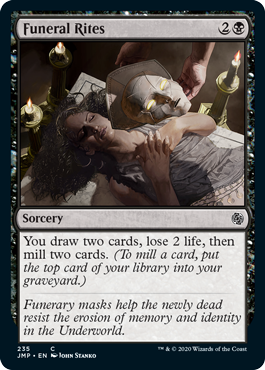 Funeral Rites 2
Sorcery
You draw two cards, lose 2 life, then
mill two cards. (To mill a card, put
the top card of your library into your
graveyard.)
Funerary masks help the newly dead
resist the erosion of memory and identity
in the Underworld.
235 C
JMP • EN JOHN STANKO
™ & © 2020 Wizards of the Coast